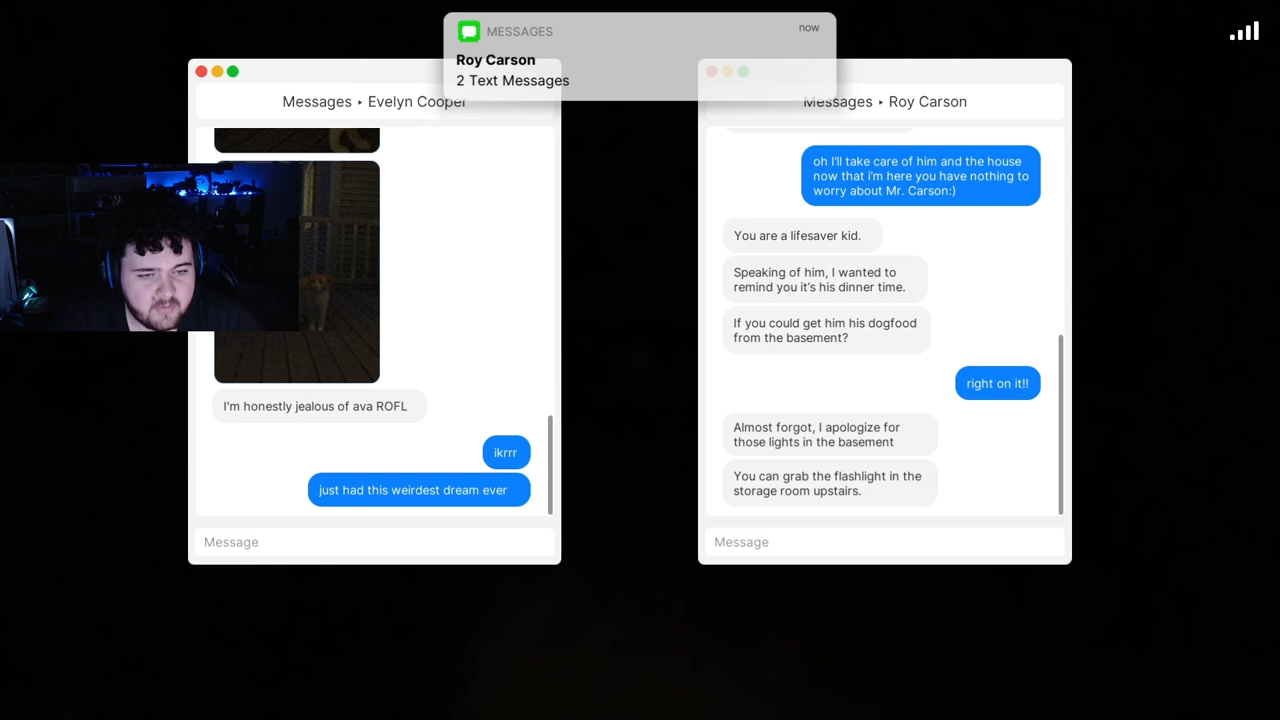 MESSAGES
now
Roy Carson
2 Text Messages
Messages ▸ Evelyn Cooper
I'm honestly jealous of ava ROFL
ikrrr
just had this weirdest dream ever
Message
Messages ▸ Roy Carson
oh I'll take care of him and the house
now that i'm here you have nothing to
worry about Mr. Carson:)
You are a lifesaver kid.
Speaking of him, I wanted to
remind you it's his dinner time.
If you could get him his dogfood
from the basement?
right on it!!
Almost forgot, I apologize for
those lights in the basement
You can grab the flashlight in the
storage room upstairs.
Message